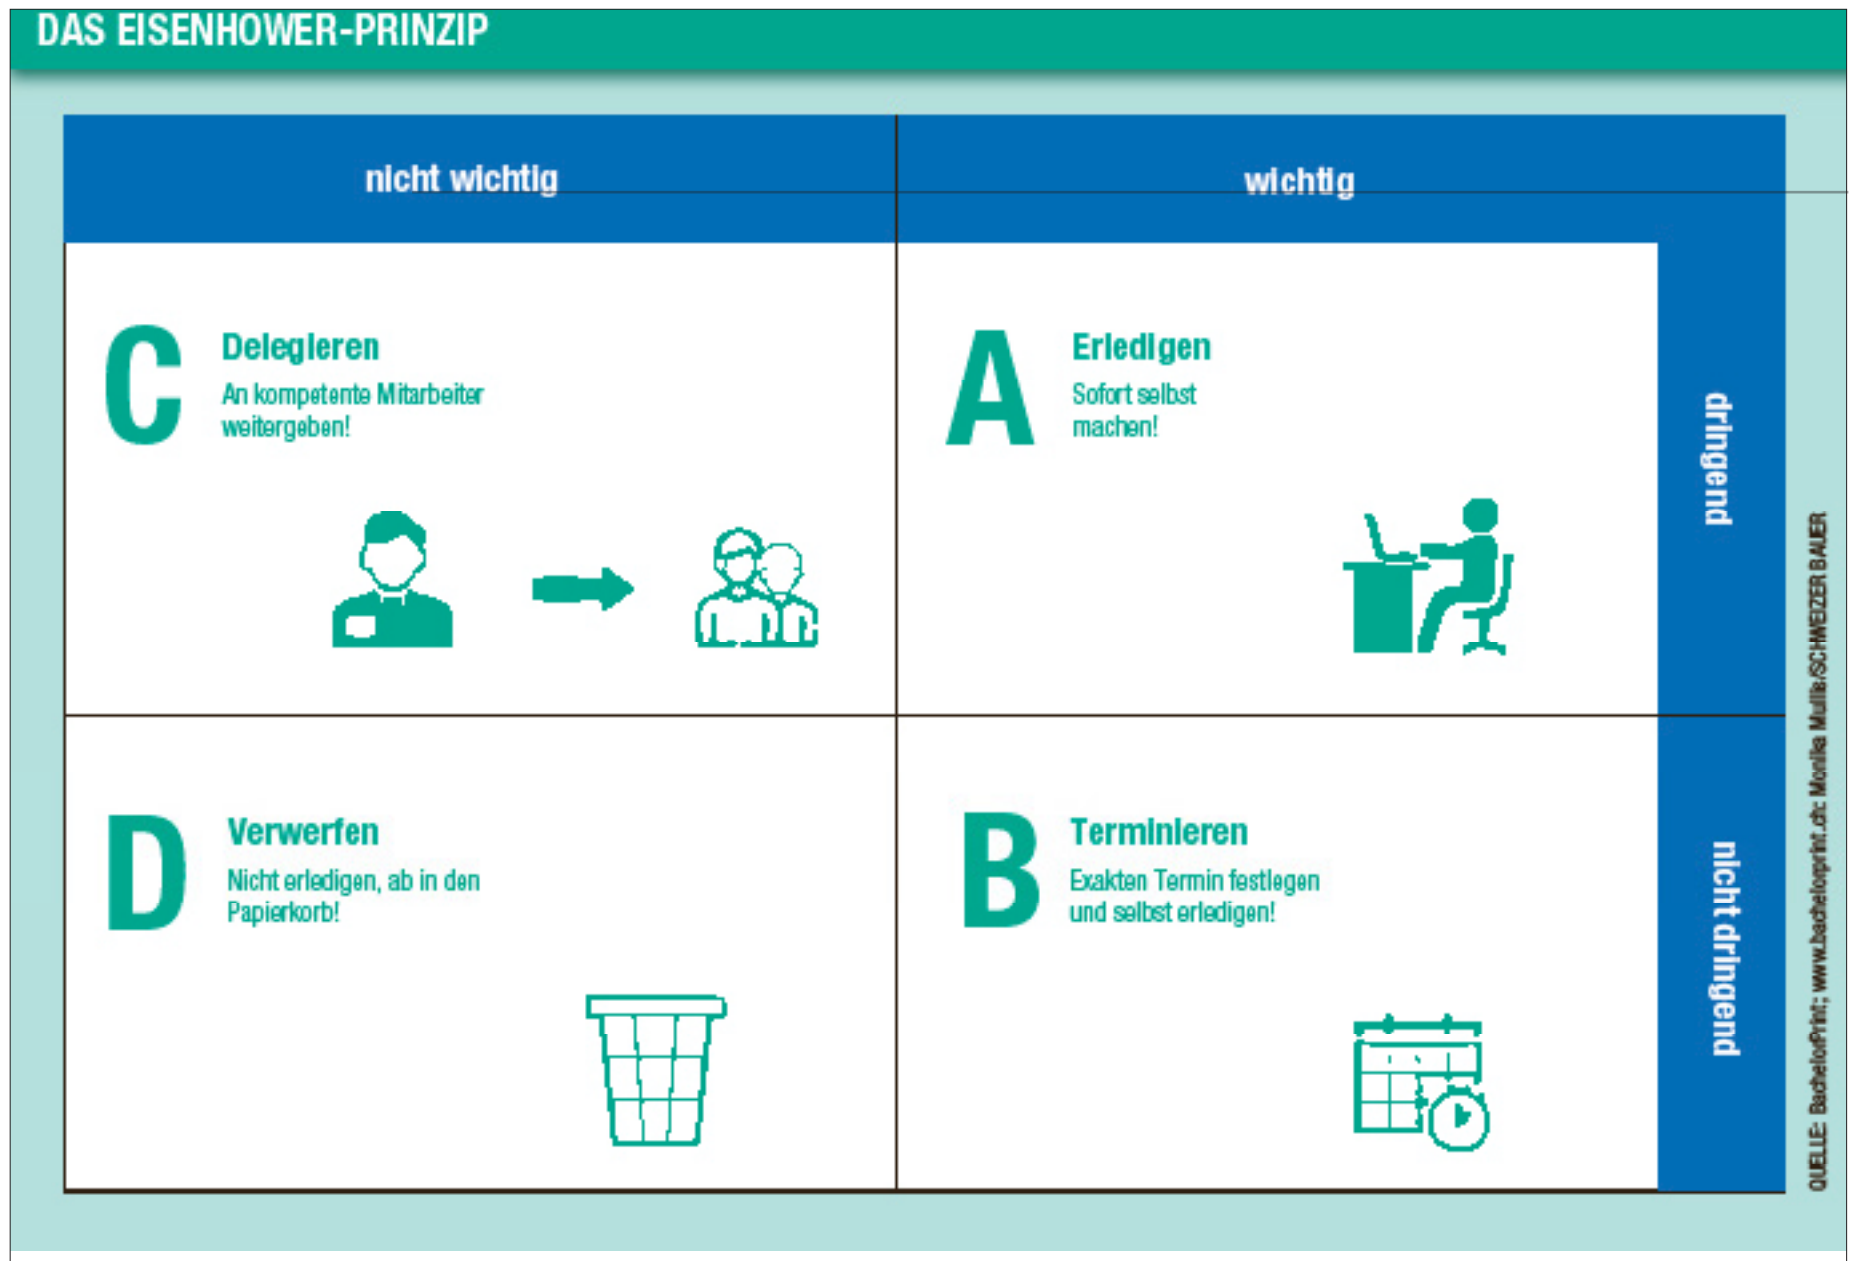 DAS EISENHOWER-PRINZIP
nicht wichtig
wichtig
C
Delegieren
An kompetente Mitarbeiter
weitergeben!
A
Erledigen
Sofort selbst
machen!
dringend
D
Verwerfen
Nicht erledigen, ab in den
Papierkorb!
B
Terminieren
Exakten Termin festlegen
und selbst erledigen!
nicht dringend
QUELLE: BachelorPrint; www.bachelorprint.ch; Monika Mullis/SCHWEIZER BAUER